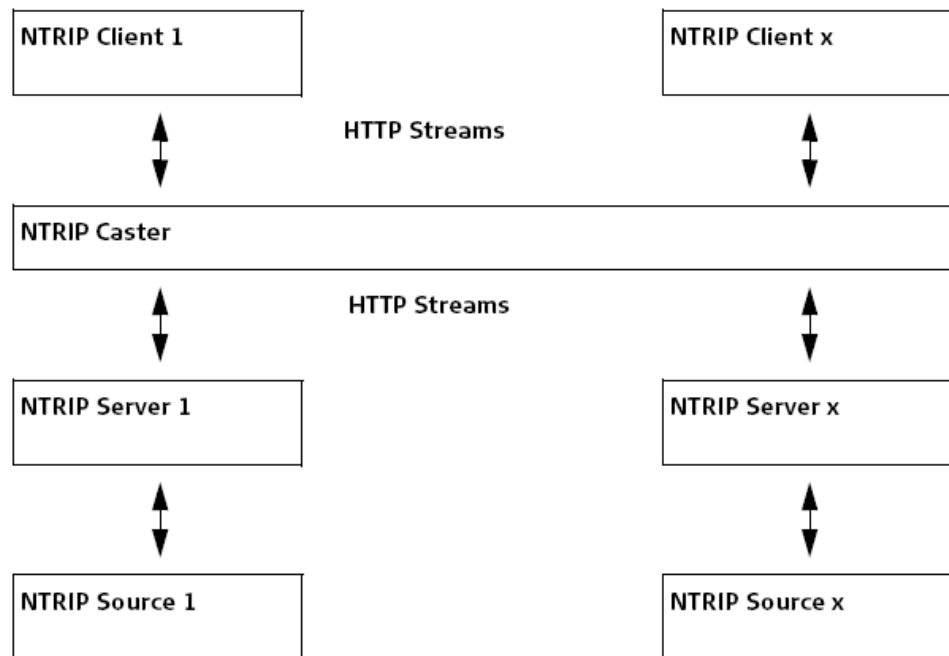 NTRIP Client 1
NTRIP Client x
HTTP Streams
NTRIP Caster
HTTP Streams
NTRIP Server 1
NTRIP Server x
NTRIP Source 1
NTRIP Source x